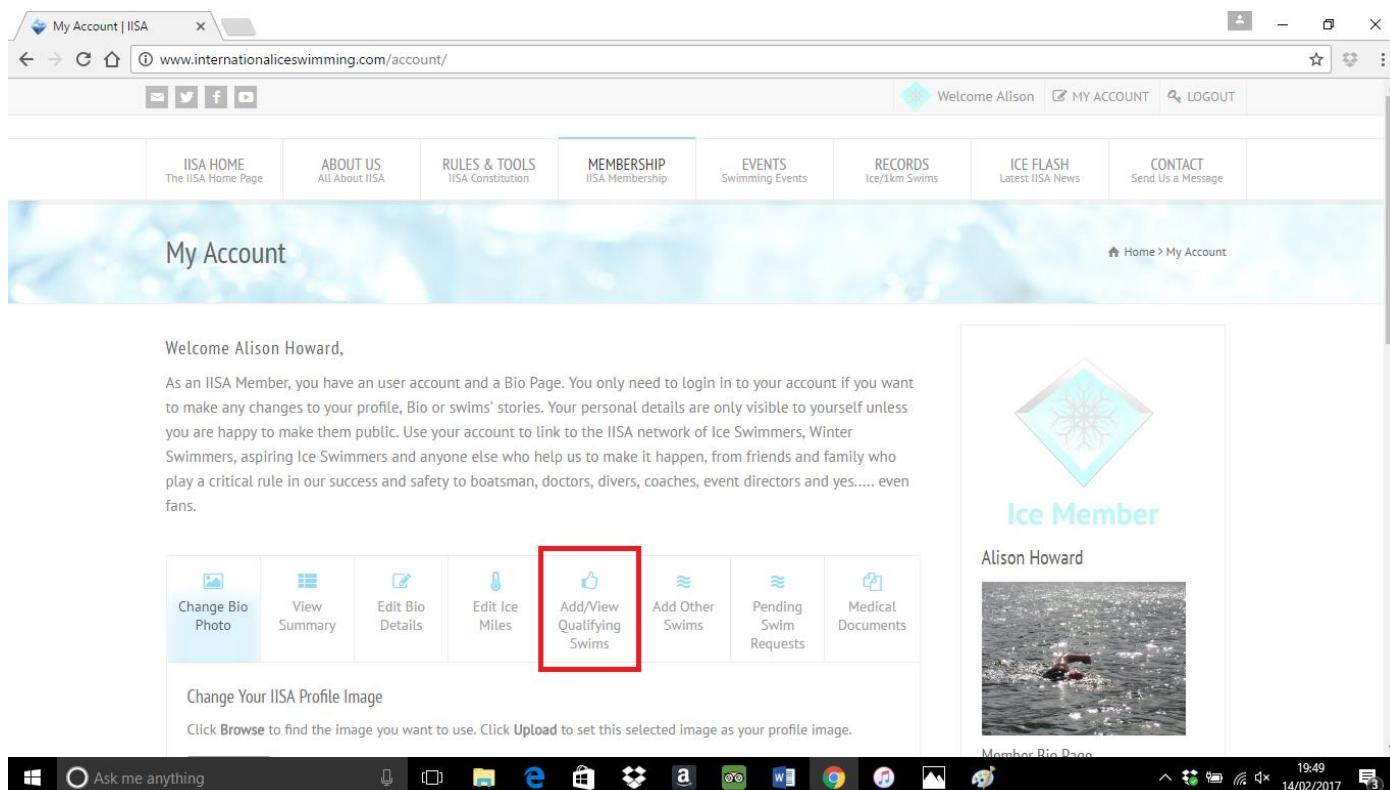 My Account | IISA
www.internationaliceswimming.com/account/
Welcome Alison MY ACCOUNT LOGOUT
IISA HOME
The IISA Home Page
ABOUT US
All About IISA
RULES & TOOLS
IISA Constitution
MEMBERSHIP
IISA Membership
EVENTS
Swimming Events
RECORDS
Ice/1km Swims
ICE FLASH
Latest IISA News
CONTACT
Send Us a Message
My Account
Home > My Account
Welcome Alison Howard,
As an IISA Member, you have an user account and a Bio Page. You only need to login in to your account if you want
to make any changes to your profile, Bio or swims' stories. Your personal details are only visible to yourself unless
you are happy to make them public. Use your account to link to the IISA network of Ice Swimmers, Winter
Swimmers, aspiring Ice Swimmers and anyone else who help us to make it happen, from friends and family who
play a critical rule in our success and safety to boatsman, doctors, divers, coaches, event directors and yes..... even
fans.
Change Bio
Photo
View
Summary
Edit Bio
Details
Edit Ice
Miles
Add/View
Qualifying
Swims
Add Other
Swims
Pending
Swim
Requests
Medical
Documents
Change Your IISA Profile Image
Click Browse to find the image you want to use. Click Upload to set this selected image as your profile image.
Ice Member
Alison Howard
Member Bio Page
Ask me anything
19:49
14/02/2017
3